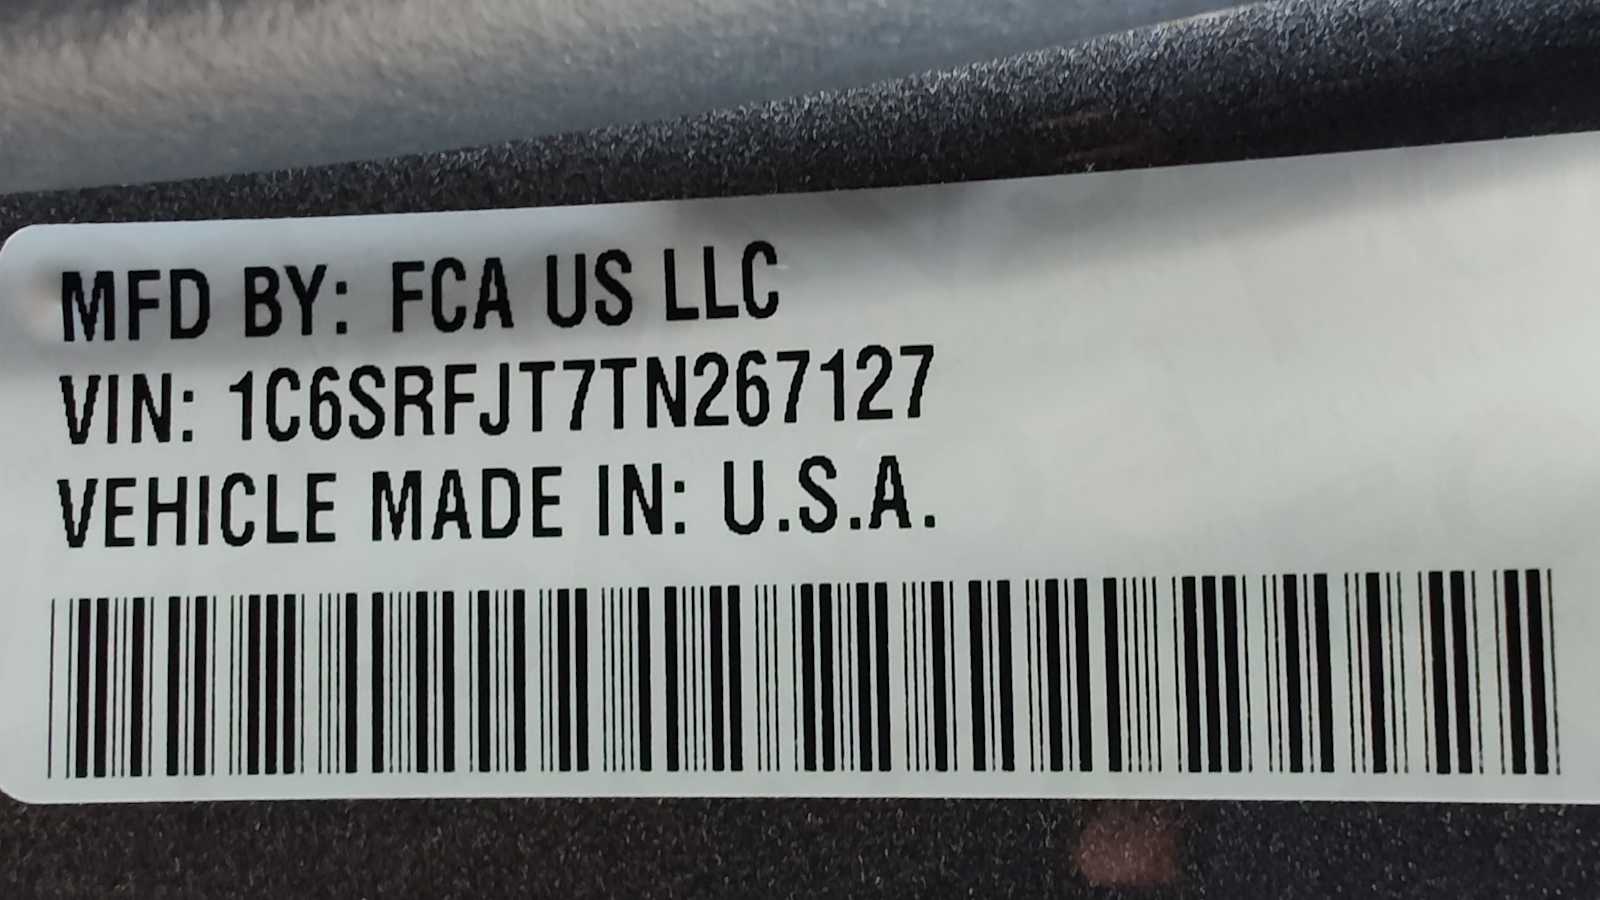 MFD BY: FCA US LLC
VIN: 1C6SRFJT7TN267127
VEHICLE MADE IN: U.S.A.